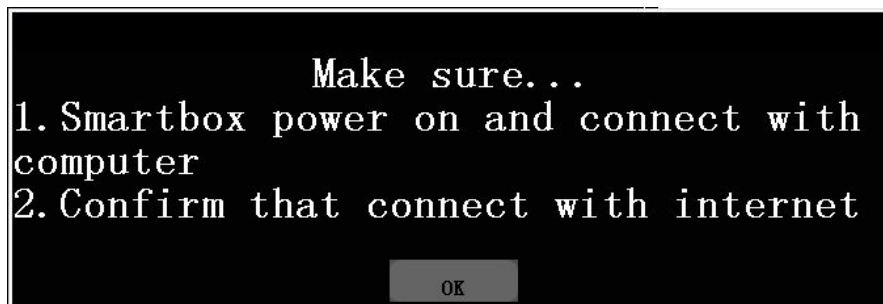 Make sure...
1.Smartbox power on and connect with
computer
2.Confirm that connect with internet
OK